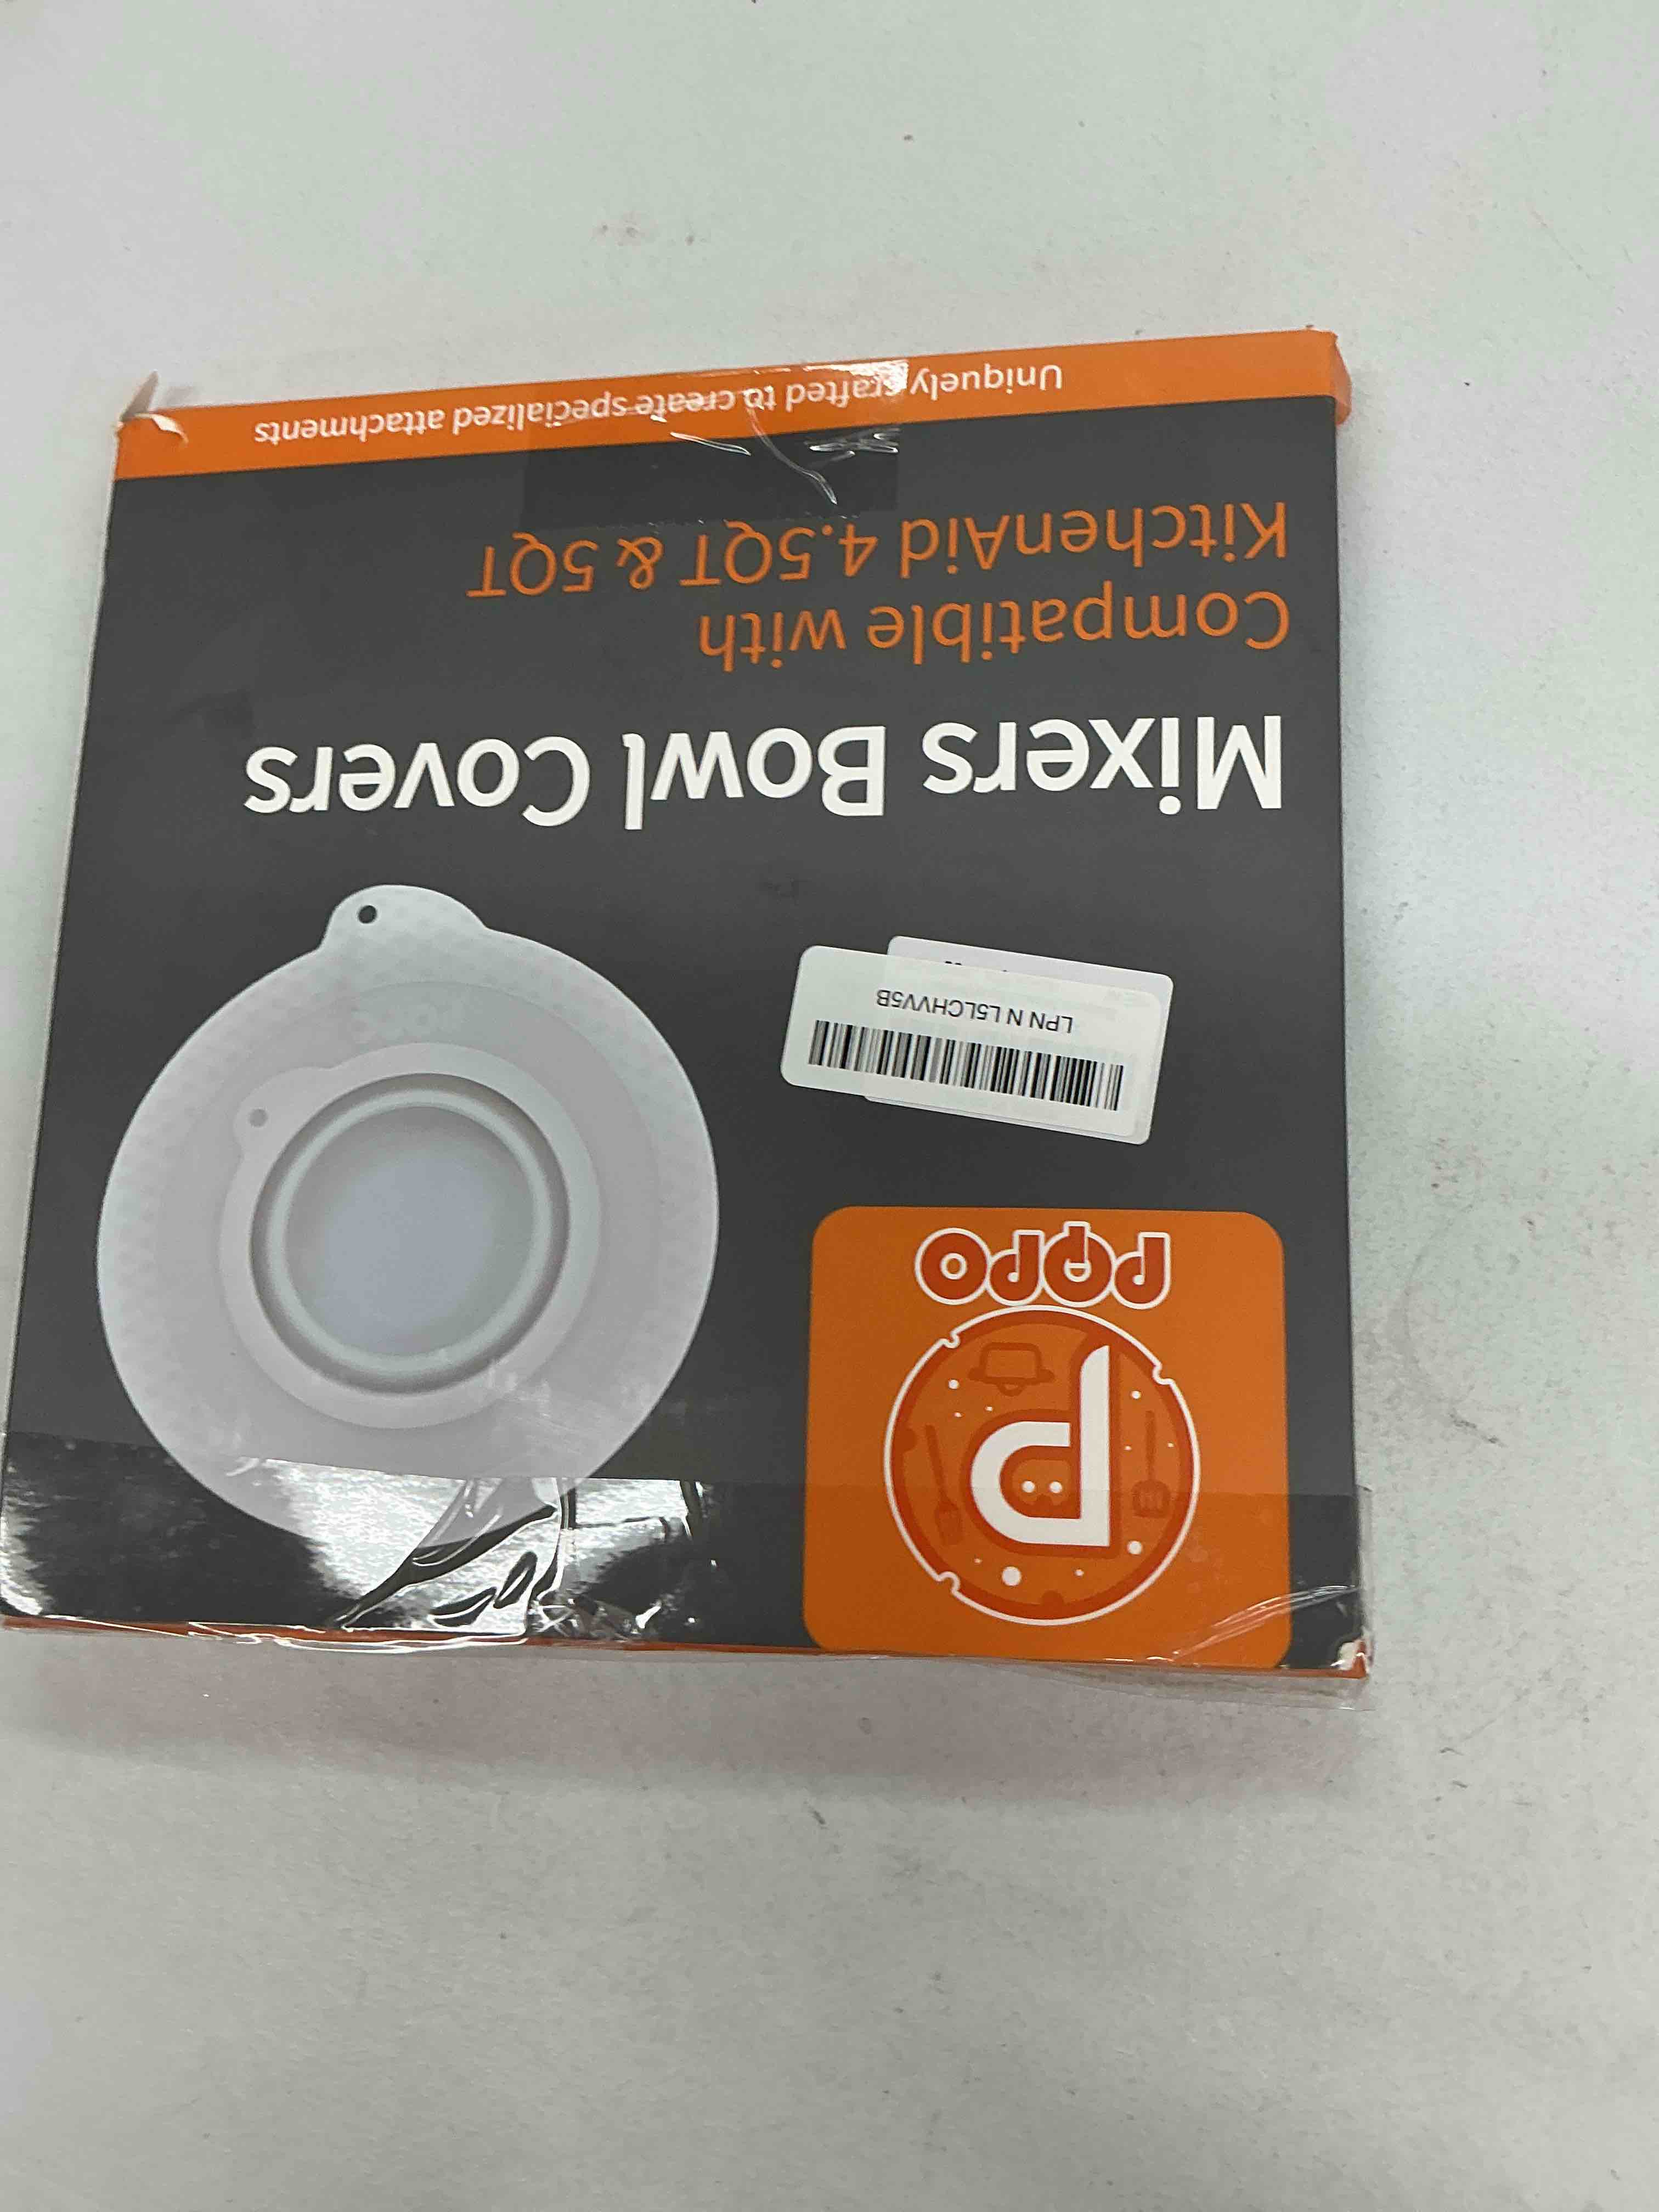 POPO
LPN N L5LCHVV5B
Mixers Bowl Covers
Compatible with
KitchenAid 4.5QT & 5QT
Uniquely crafted to create specialized attachments